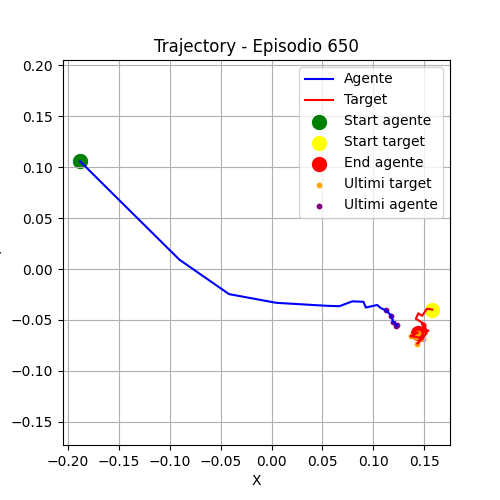 Trajectory - Episodio 650
0.20
0.15
0.10
0.05
0.00
−0.05
−0.10
−0.15
Agente
Target
Start agente
Start target
End agente
Ultimi target
Ultimi agente
−0.20 −0.15 −0.10 −0.05 0.00 0.05 0.10 0.15
X